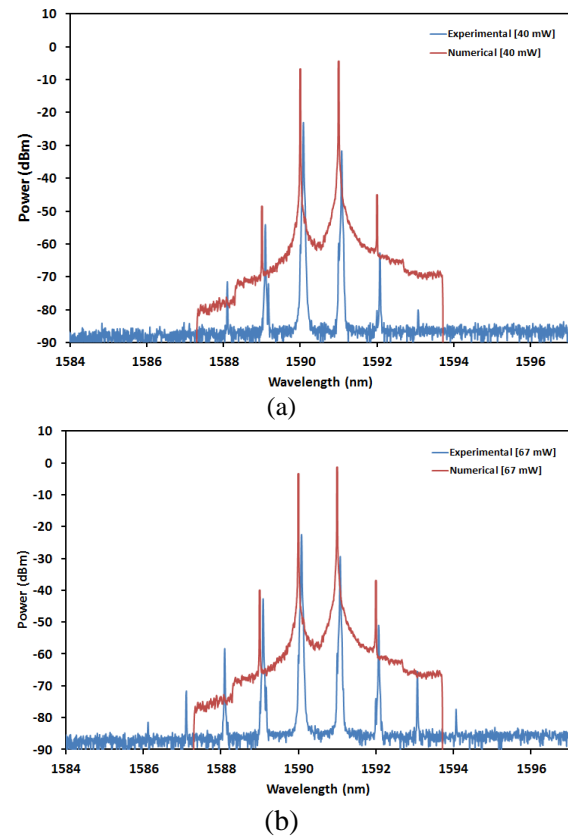 10
0
-10
-20
-30
-40
-50
-60
-70
-80
-90
Power (dBm)
Experimental [40 mW]
Numerical [40 mW]
1584 1586 1588 1590 1592 1594 1596
Wavelength (nm)
(a)
10
0
-10
-20
-30
-40
-50
-60
-70
-80
-90
Power (dBm)
Experimental [67 mW]
Numerical [67 mW]
1584 1586 1588 1590 1592 1594 1596
Wavelength (nm)
(b)